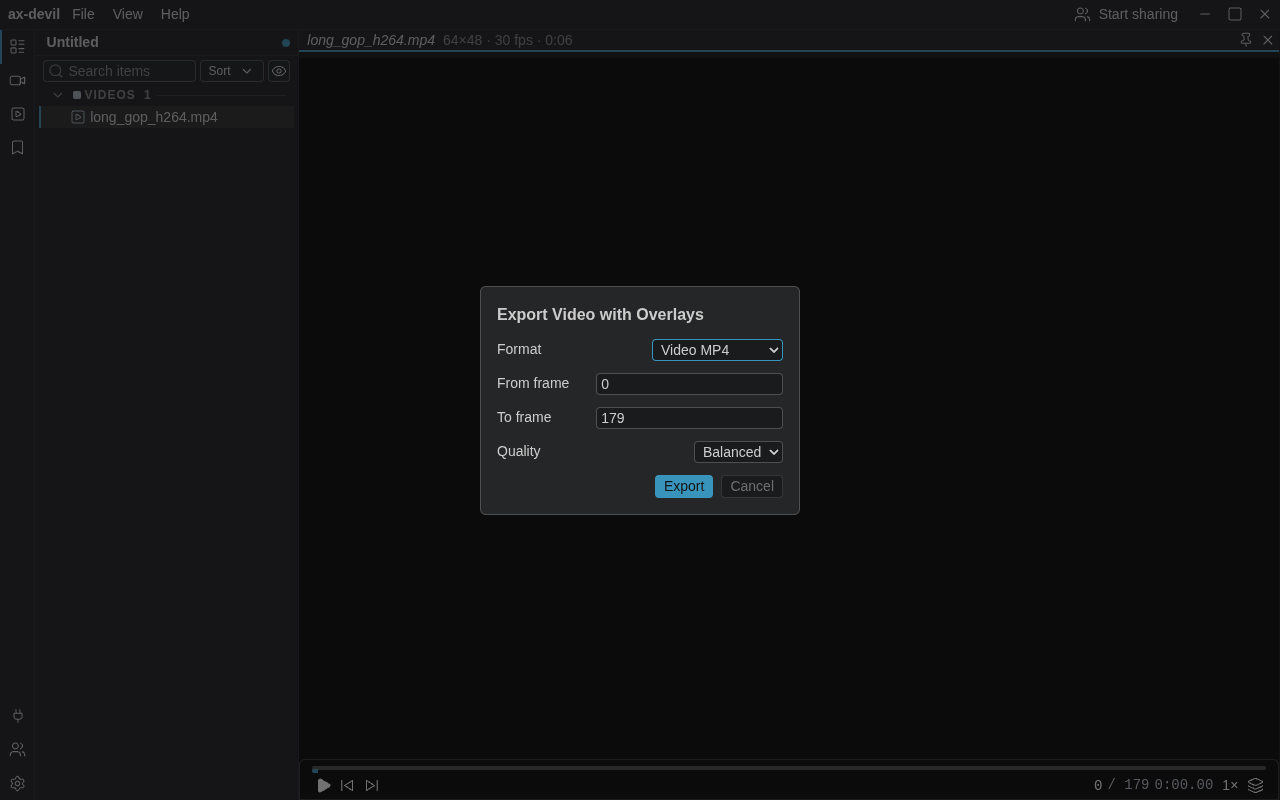 ax-devil File View Help Start sharing
Untitled
long_gop_h264.mp4 64×48 · 30 fps · 0:06
Search items Sort
VIDEOS 1
long_gop_h264.mp4
Export Video with Overlays
Format Video MP4
From frame 0
To frame 179
Quality Balanced
Export Cancel
0 / 179 0:00.00 1×